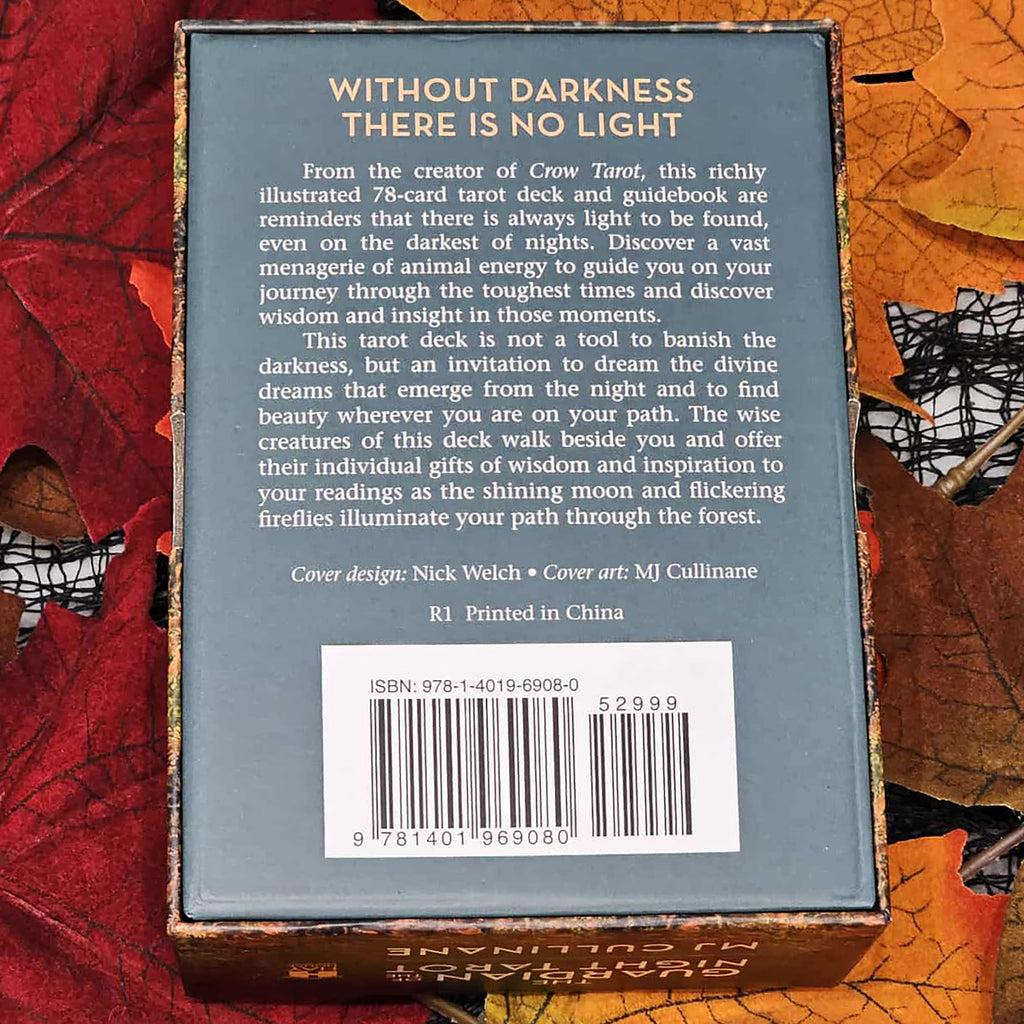 WITHOUT DARKNESS
THERE IS NO LIGHT
From the creator of Crow Tarot, this richly
illustrated 78-card tarot deck and guidebook are
reminders that there is always light to be found,
even on the darkest of nights. Discover a vast
menagerie of animal energy to guide you on your
journey through the toughest times and discover
wisdom and insight in those moments.
This tarot deck is not a tool to banish the
darkness, but an invitation to dream the divine
dreams that emerge from the night and to find
beauty wherever you are on your path. The wise
creatures of this deck walk beside you and offer
their individual gifts of wisdom and inspiration to
your readings as the shining moon and flickering
fireflies illuminate your path through the forest.
Cover design: Nick Welch • Cover art: MJ Cullinane
R1 Printed in China
ISBN: 978-1-4019-6908-0
52999
9 781401 969080
THE
GUARDIAN OF THE
NIGHT TAROT
MJ CULLINANE